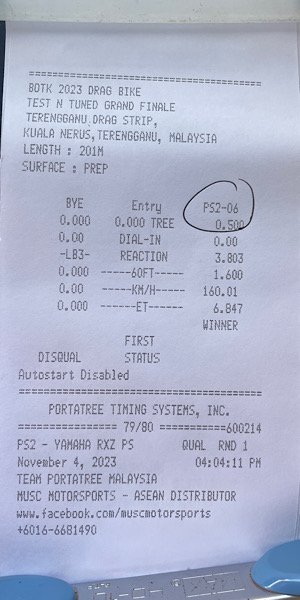 ==================================
BOTK 2023 DRAG BIKE
TEST N TUNED GRAND FINALE
TERENGGANU DRAG STRIP,
KUALA NERUS,TERENGGANU, MALAYSIA
LENGTH : 201M
SURFACE : PREP
BYE Entry PS2-06
0.000 0.000 TREE 0.500
0.00 DIAL-IN 0.00
-LB3- REACTION 3.803
0.000 ------60FT----- 1.600
0.00 -----KM/H------ 160.01
0.000 -------ET------ 6.847
WINNER
FIRST
DISQUAL STATUS
Autostart Disabled
==================================
PORTATREE TIMING SYSTEMS, INC.
============== 79/80 ===========600214
PS2 - YAMAHA RXZ PS QUAL RND 1
November 4, 2023 04:04:11 PM
TEAM PORTATREE MALAYSIA
MUSC MOTORSPORTS - ASEAN DISTRIBUTOR
www.facebook.com/muscmotorsports
+6016-6681490